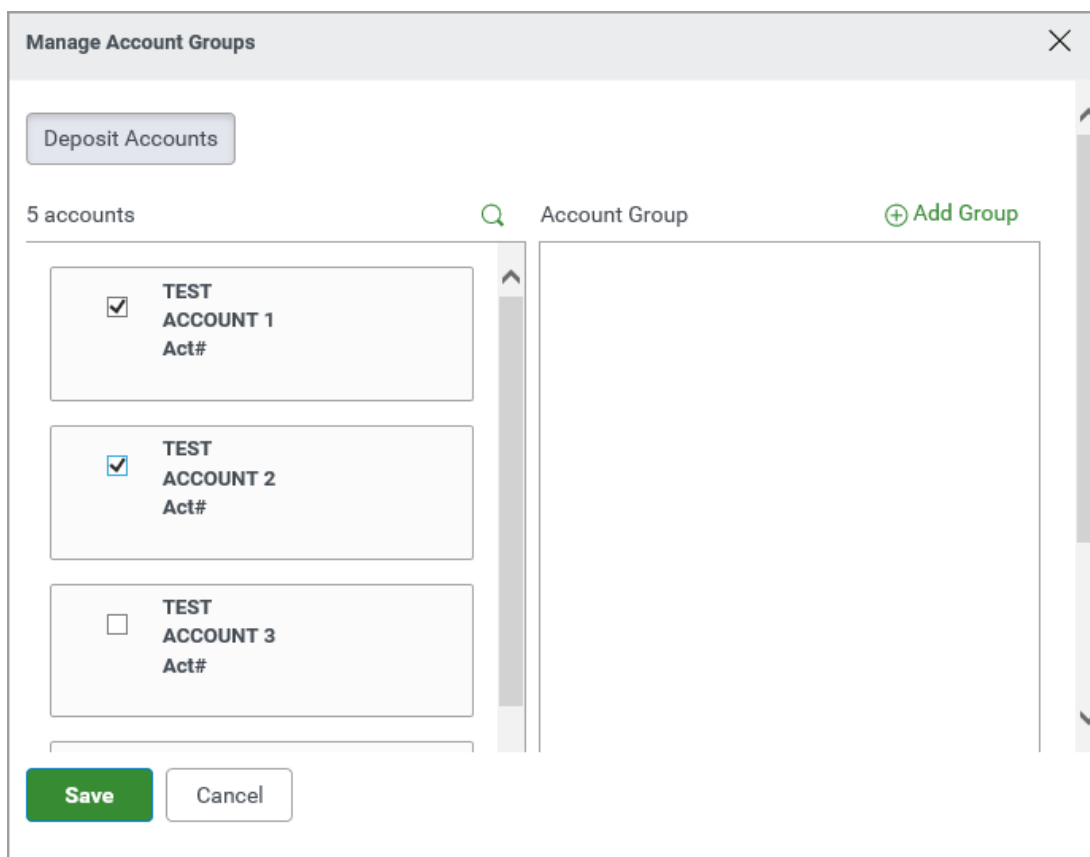 Manage Account Groups
Deposit Accounts
5 accounts
Account Group
Add Group
TEST
ACCOUNT 1
Act#
TEST
ACCOUNT 2
Act#
TEST
ACCOUNT 3
Act#
Save
Cancel